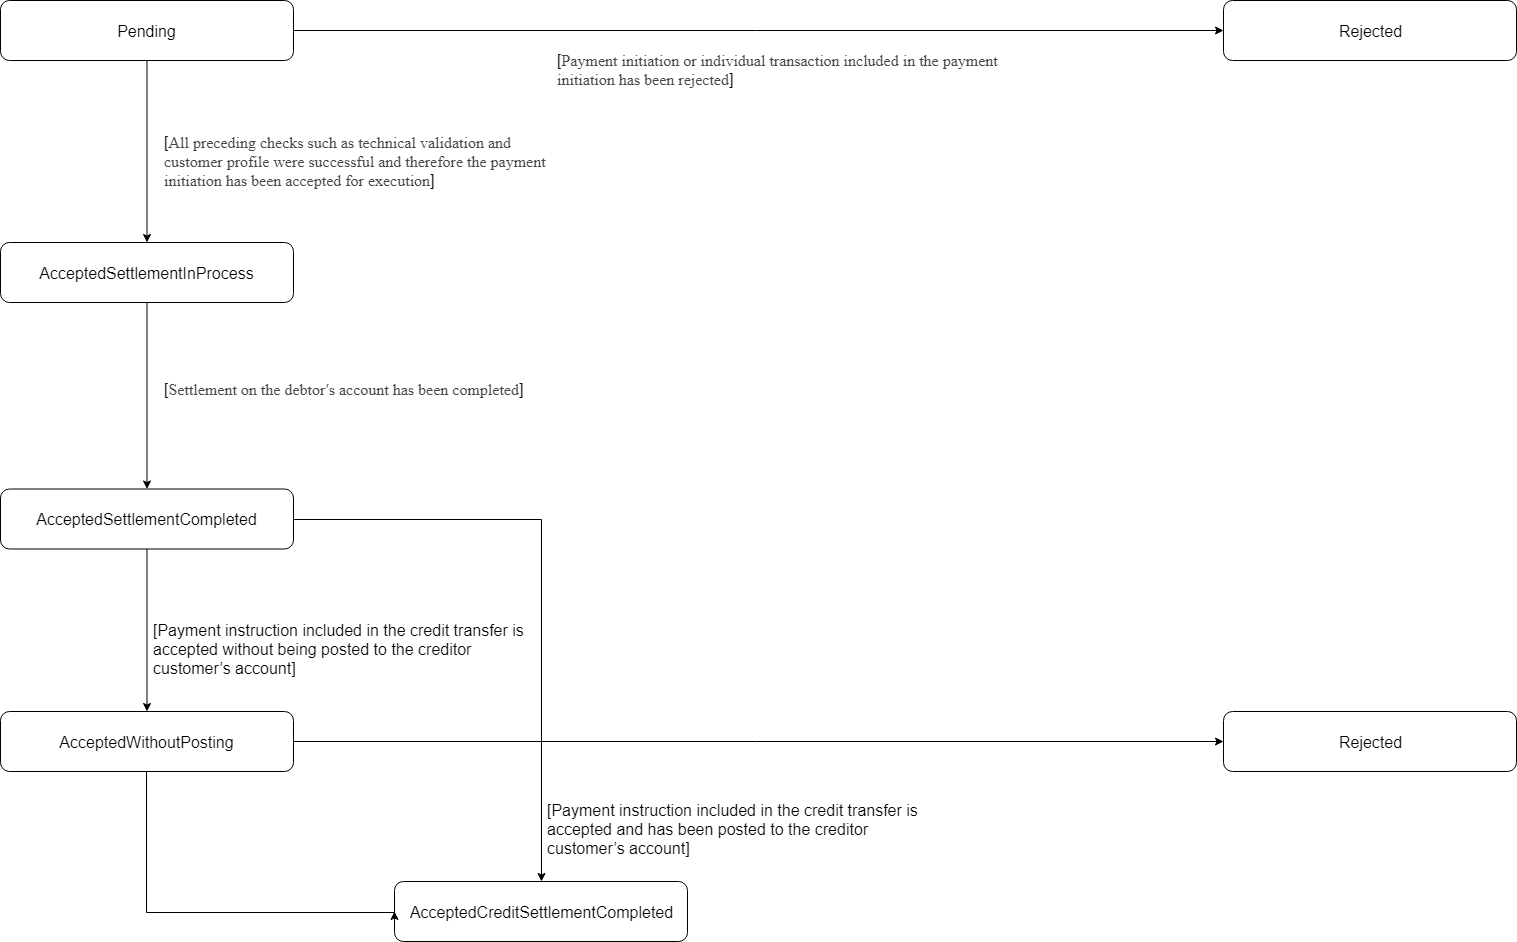 Pending
Rejected
[Payment initiation or individual transaction included in the payment
initiation has been rejected]
[All preceding checks such as technical validation and
customer profile were successful and therefore the payment
initiation has been accepted for execution]
AcceptedSettlementInProcess
[Settlement on the debtor’s account has been completed]
AcceptedSettlementCompleted
[Payment instruction included in the credit transfer is
accepted without being posted to the creditor
customer’s account]
AcceptedWithoutPosting
Rejected
[Payment instruction included in the credit transfer is
accepted and has been posted to the creditor
customer’s account]
AcceptedCreditSettlementCompleted